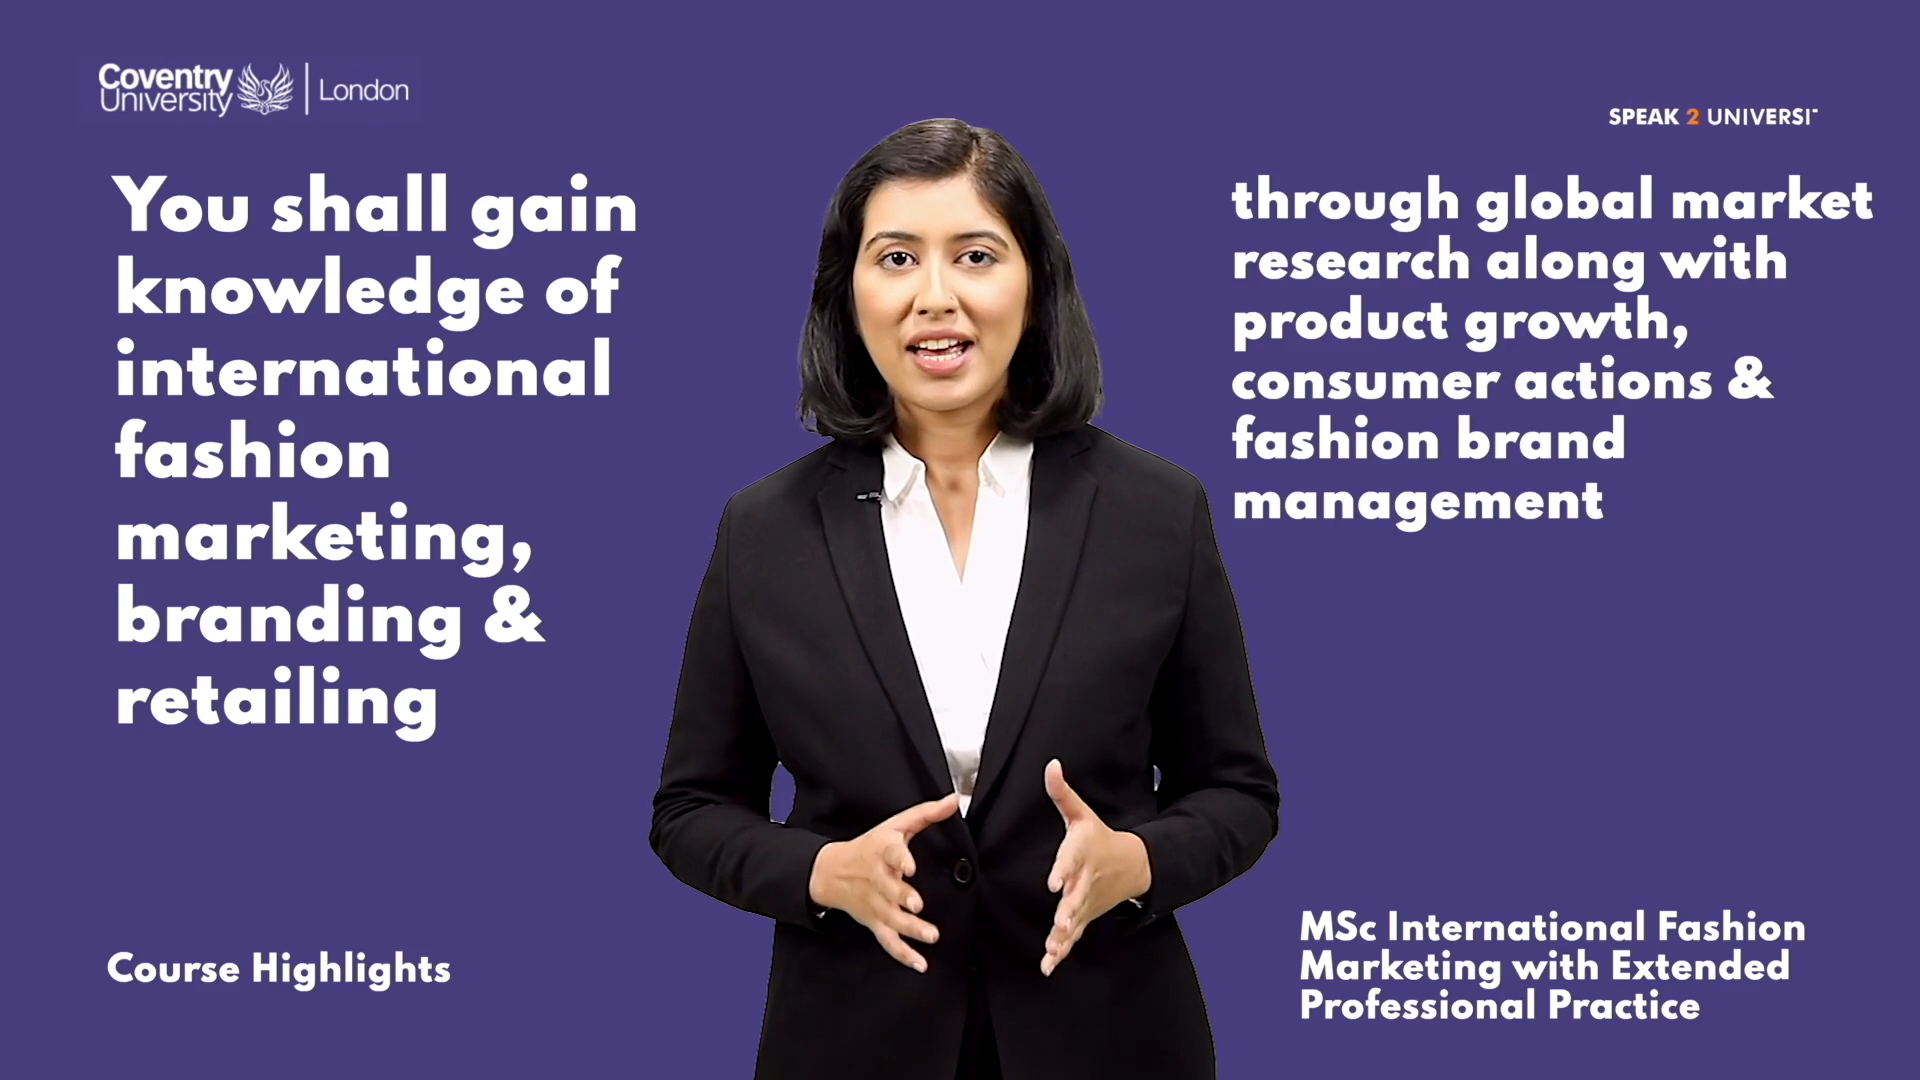 Coventry
University
London
SPEAK 2 UNIVERSI
You shall gain
knowledge of
international
fashion
marketing,
branding &
retailing
through global market
research along with
product growth,
consumer actions &
fashion brand
management
Course Highlights
MSc International Fashion
Marketing with Extended
Professional Practice